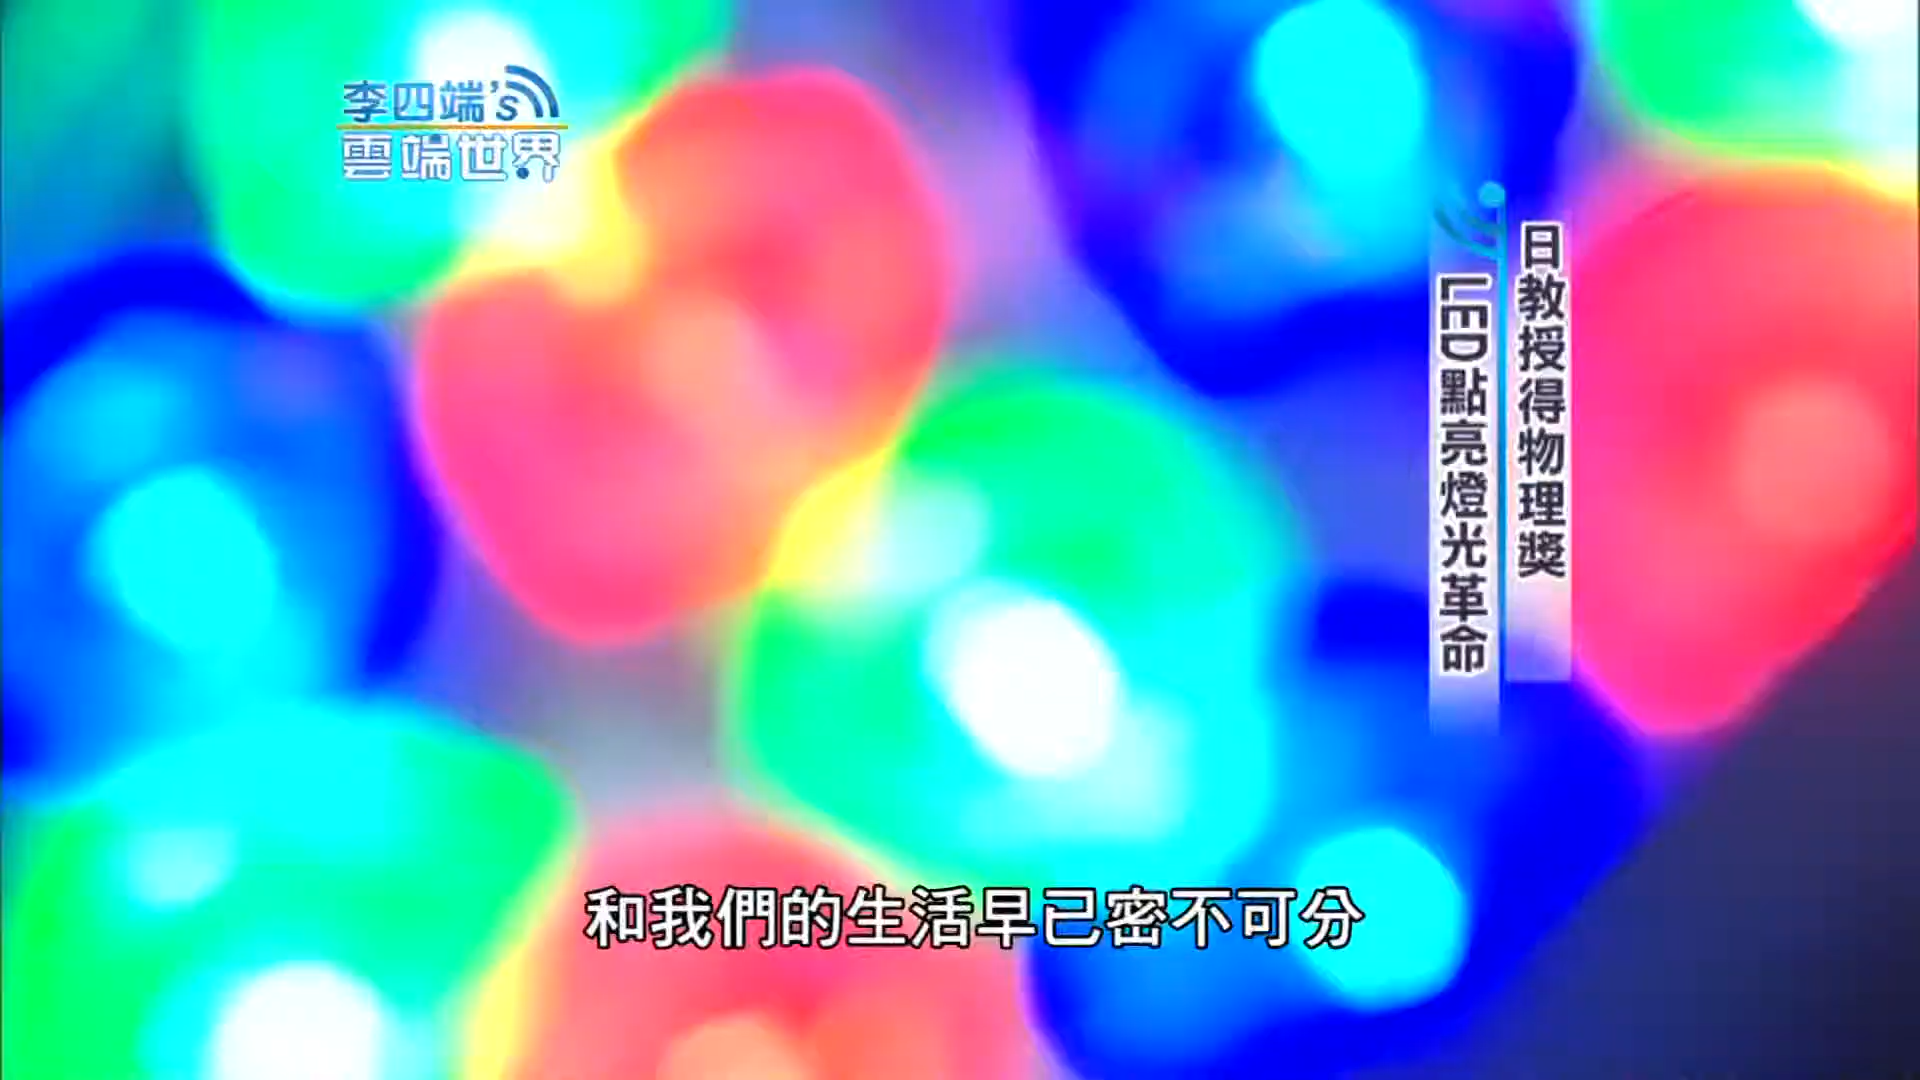 李四端's
雲端世界
日教授得物理獎
LED點亮燈光革命
和我們的生活早已密不可分